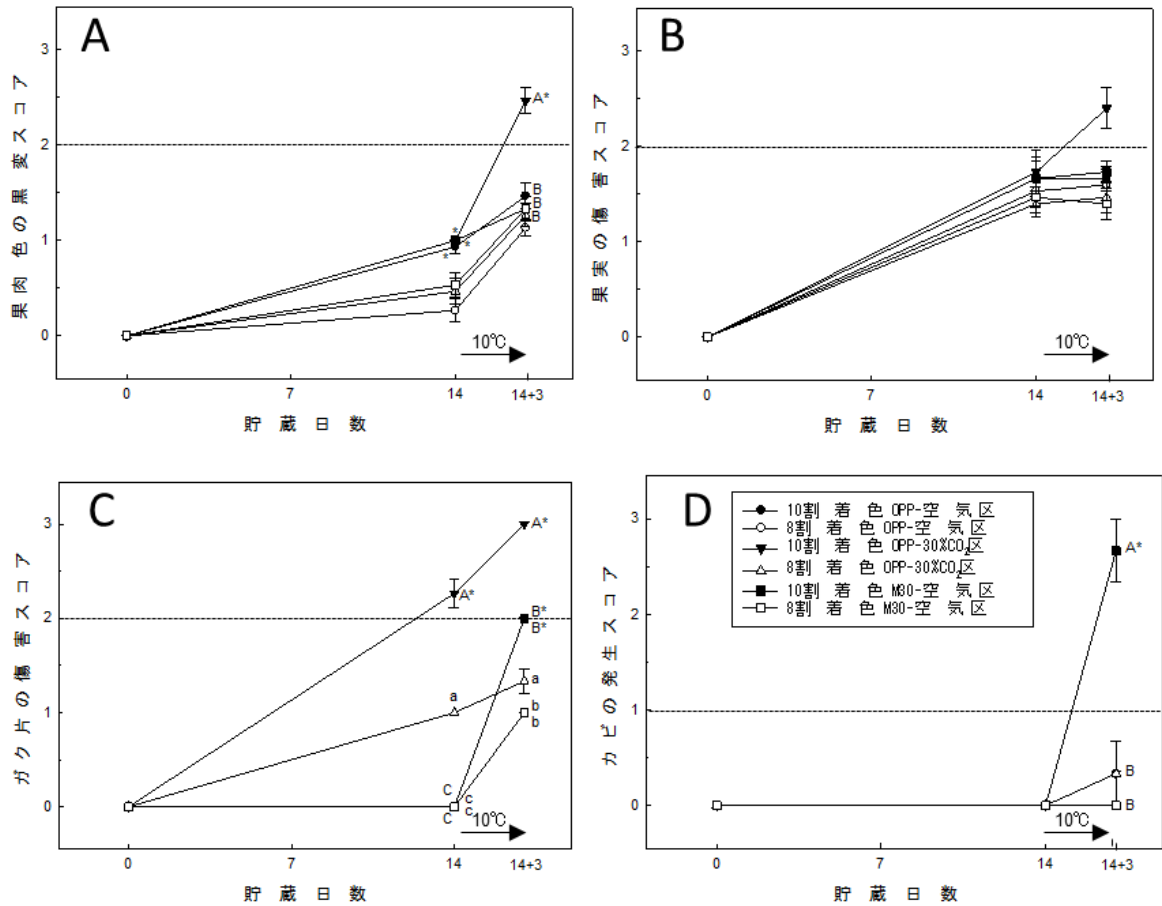 A
果肉色の黒変スコア
3
2
1
0
A*
B
B
B
*
*
*
10℃
0
7
14
14+3
貯蔵日数
B
果実の傷害スコア
3
2
1
0
10℃
0
7
14
14+3
貯蔵日数
C
ガク片の傷害スコア
3
2
1
0
A*
A*
B*
B*
a
a
b
b
C
c
C
c
10℃
0
7
14
14+3
貯蔵日数
D
カビの発生スコア
3
2
1
0
10割着色OPP-空気区
8割着色OPP-空気区
10割着色OPP-30%CO₂区
8割着色OPP-30%CO₂区
10割着色M30-空気区
8割着色M30-空気区
A*
B
B
10℃
0
7
14
14+3
貯蔵日数